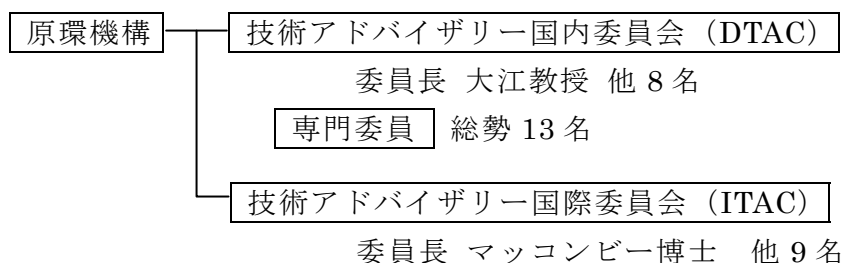 原環機構 技術アドバイザリー国内委員会（DTAC）
委員長 大江教授 他 8 名
専門委員 総勢 13 名
技術アドバイザリー国際委員会（ITAC）
委員長 マッコンビー博士 他 9 名